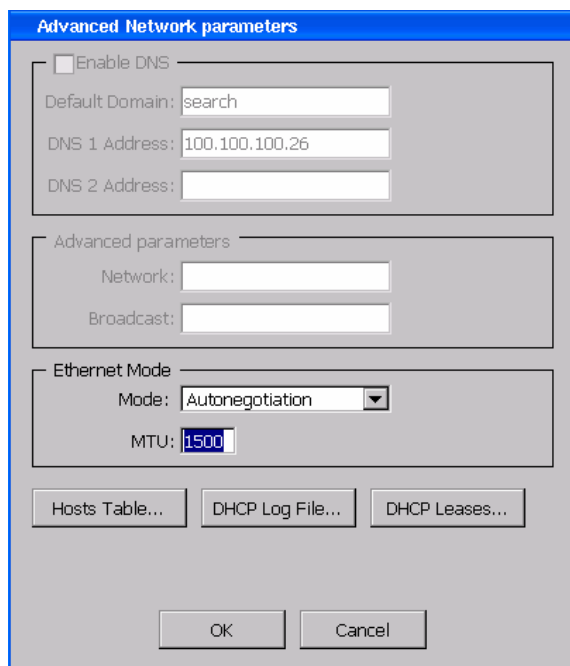 Advanced Network parameters
Enable DNS
Default Domain: search
DNS 1 Address: 100.100.100.26
DNS 2 Address:
Advanced parameters
Network:
Broadcast:
Ethernet Mode
Mode: Autonegotiation
MTU: 1500
Hosts Table... DHCP Log File... DHCP Leases...
OK Cancel